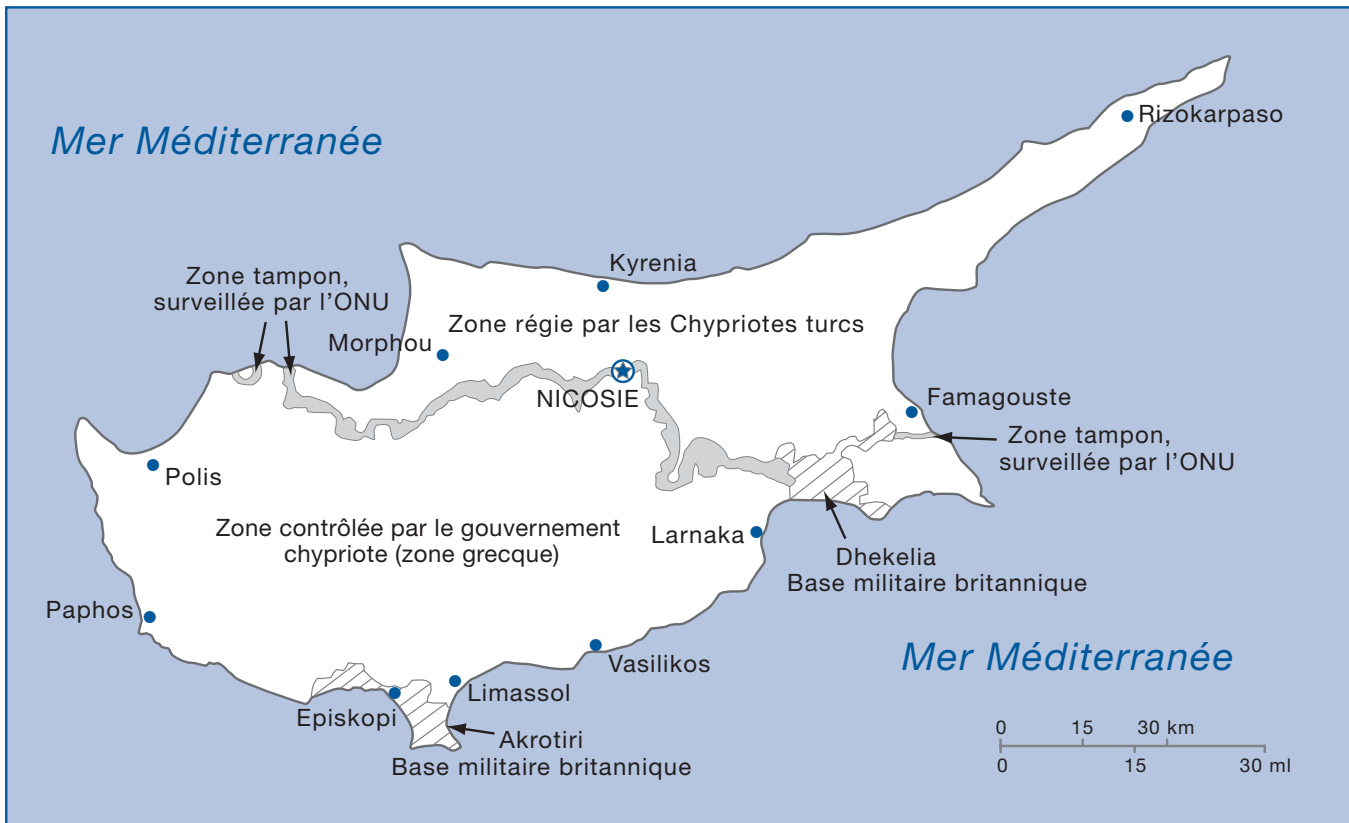 Mer Méditerranée
Rizokarpaso
Zone tampon,
surveillée par l'ONU
Kyrenia
Zone régie par les Chypriotes turcs
Morphou
NICOSIE
Famagouste
Zone tampon,
surveillée par l'ONU
Polis
Zone contrôlée par le gouvernement
chypriote (zone grecque)
Larnaka
Dhekelia
Base militaire britannique
Paphos
Vasilikos
Mer Méditerranée
Limassol
Episkopi
Akrotiri
Base militaire britannique
0 15 30 km
0 15 30 ml